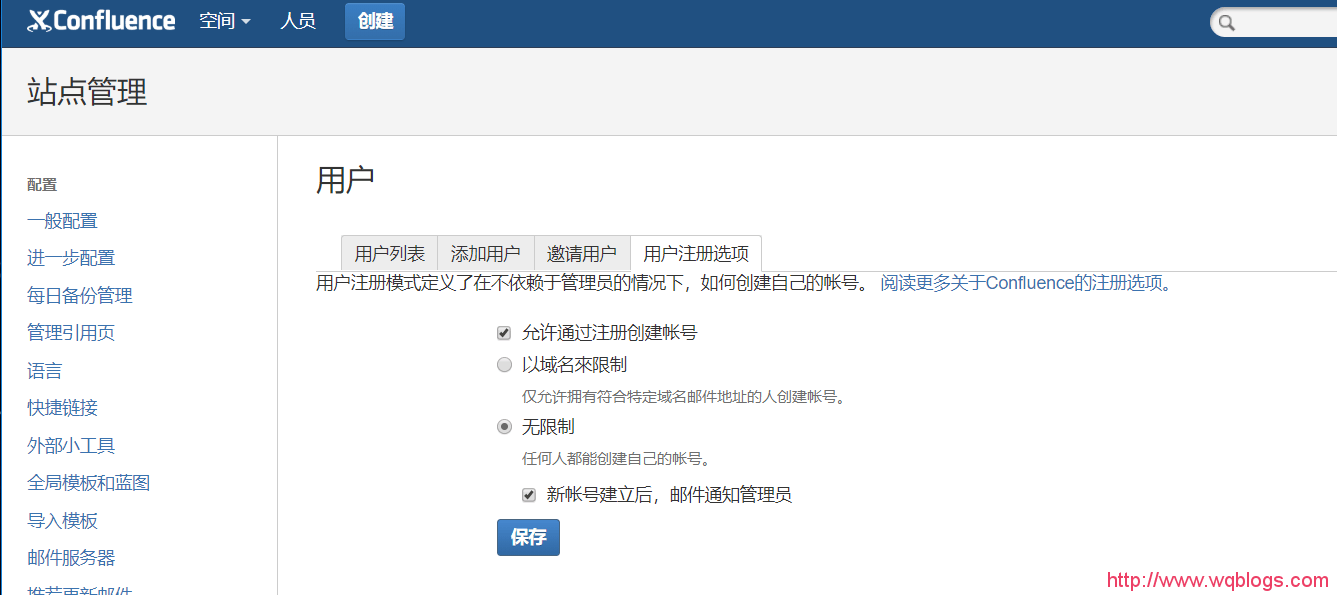 Confluence 空间 人员 创建
站点管理
配置
一般配置
进一步配置
每日备份管理
管理引用页
语言
快捷链接
外部小工具
全局模板和蓝图
导入模板
邮件服务器
推荐更新邮件
用户
用户列表 添加用户 邀请用户 用户注册选项
用户注册模式定义了在不依赖于管理员的情况下，如何创建自己的帐号。 阅读更多关于Confluence的注册选项。
允许通过注册创建帐号
以域名來限制
仅允许拥有符合特定域名邮件地址的人创建帐号。
无限制
任何人都能创建自己的帐号。
新帐号建立后，邮件通知管理员
保存
http://www.wqblogs.com